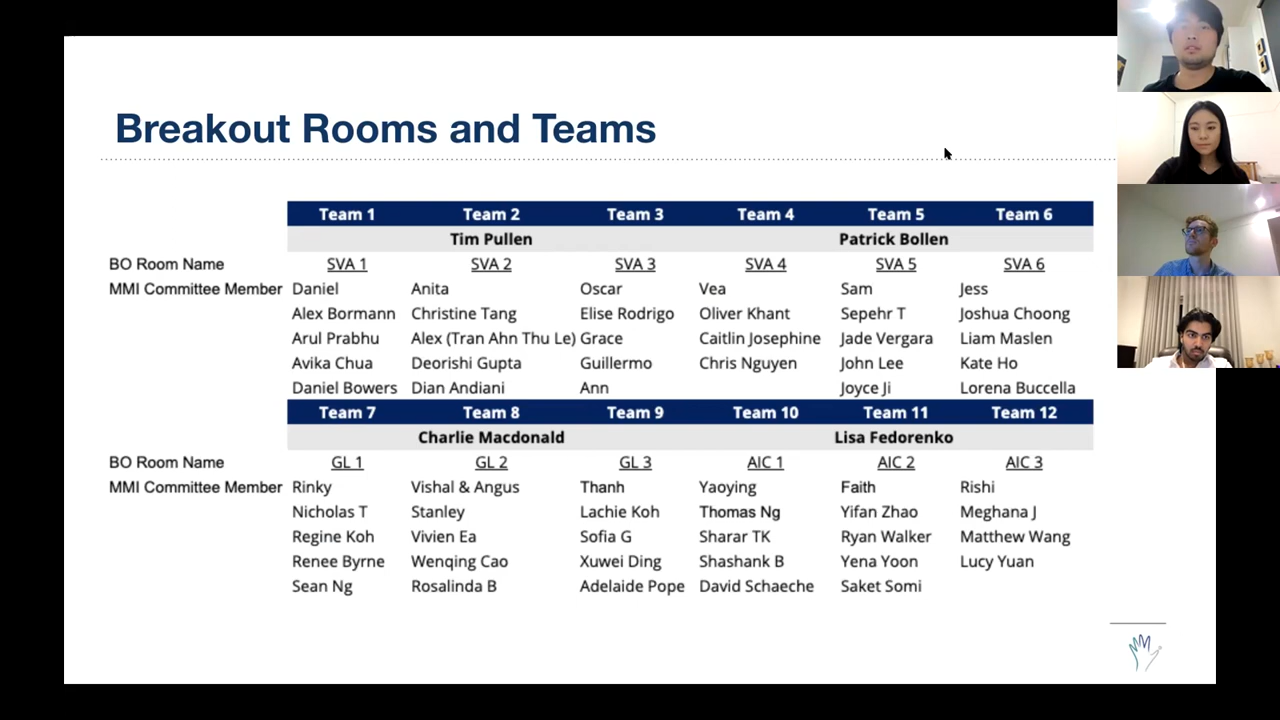 Breakout Rooms and Teams
Team 1 Team 2 Team 3 Team 4 Team 5 Team 6
Tim Pullen Patrick Bollen
BO Room Name SVA 1 SVA 2 SVA 3 SVA 4 SVA 5 SVA 6
MMI Committee Member Daniel Anita Oscar Vea Sam Jess
Alex Bormann Christine Tang Elise Rodrigo Oliver Khant Sepehr T Joshua Choong
Arul Prabhu Alex (Tran Ahn Thu Le) Grace Caitlin Josephine Jade Vergara Liam Maslen
Avika Chua Deorishi Gupta Guillermo Chris Nguyen John Lee Kate Ho
Daniel Bowers Dian Andiani Ann Joyce Ji Lorena Buccella
Team 7 Team 8 Team 9 Team 10 Team 11 Team 12
Charlie Macdonald Lisa Fedorenko
BO Room Name GL 1 GL 2 GL 3 AIC 1 AIC 2 AIC 3
MMI Committee Member Rinky Vishal & Angus Thanh Yaoying Faith Rishi
Nicholas T Stanley Lachie Koh Thomas Ng Yifan Zhao Meghana J
Regine Koh Vivien Ea Sofia G Sharar TK Ryan Walker Matthew Wang
Renee Byrne Wenqing Cao Xuwei Ding Shashank B Yena Yoon Lucy Yuan
Sean Ng Rosalinda B Adelaide Pope David Schaeche Saket Somi